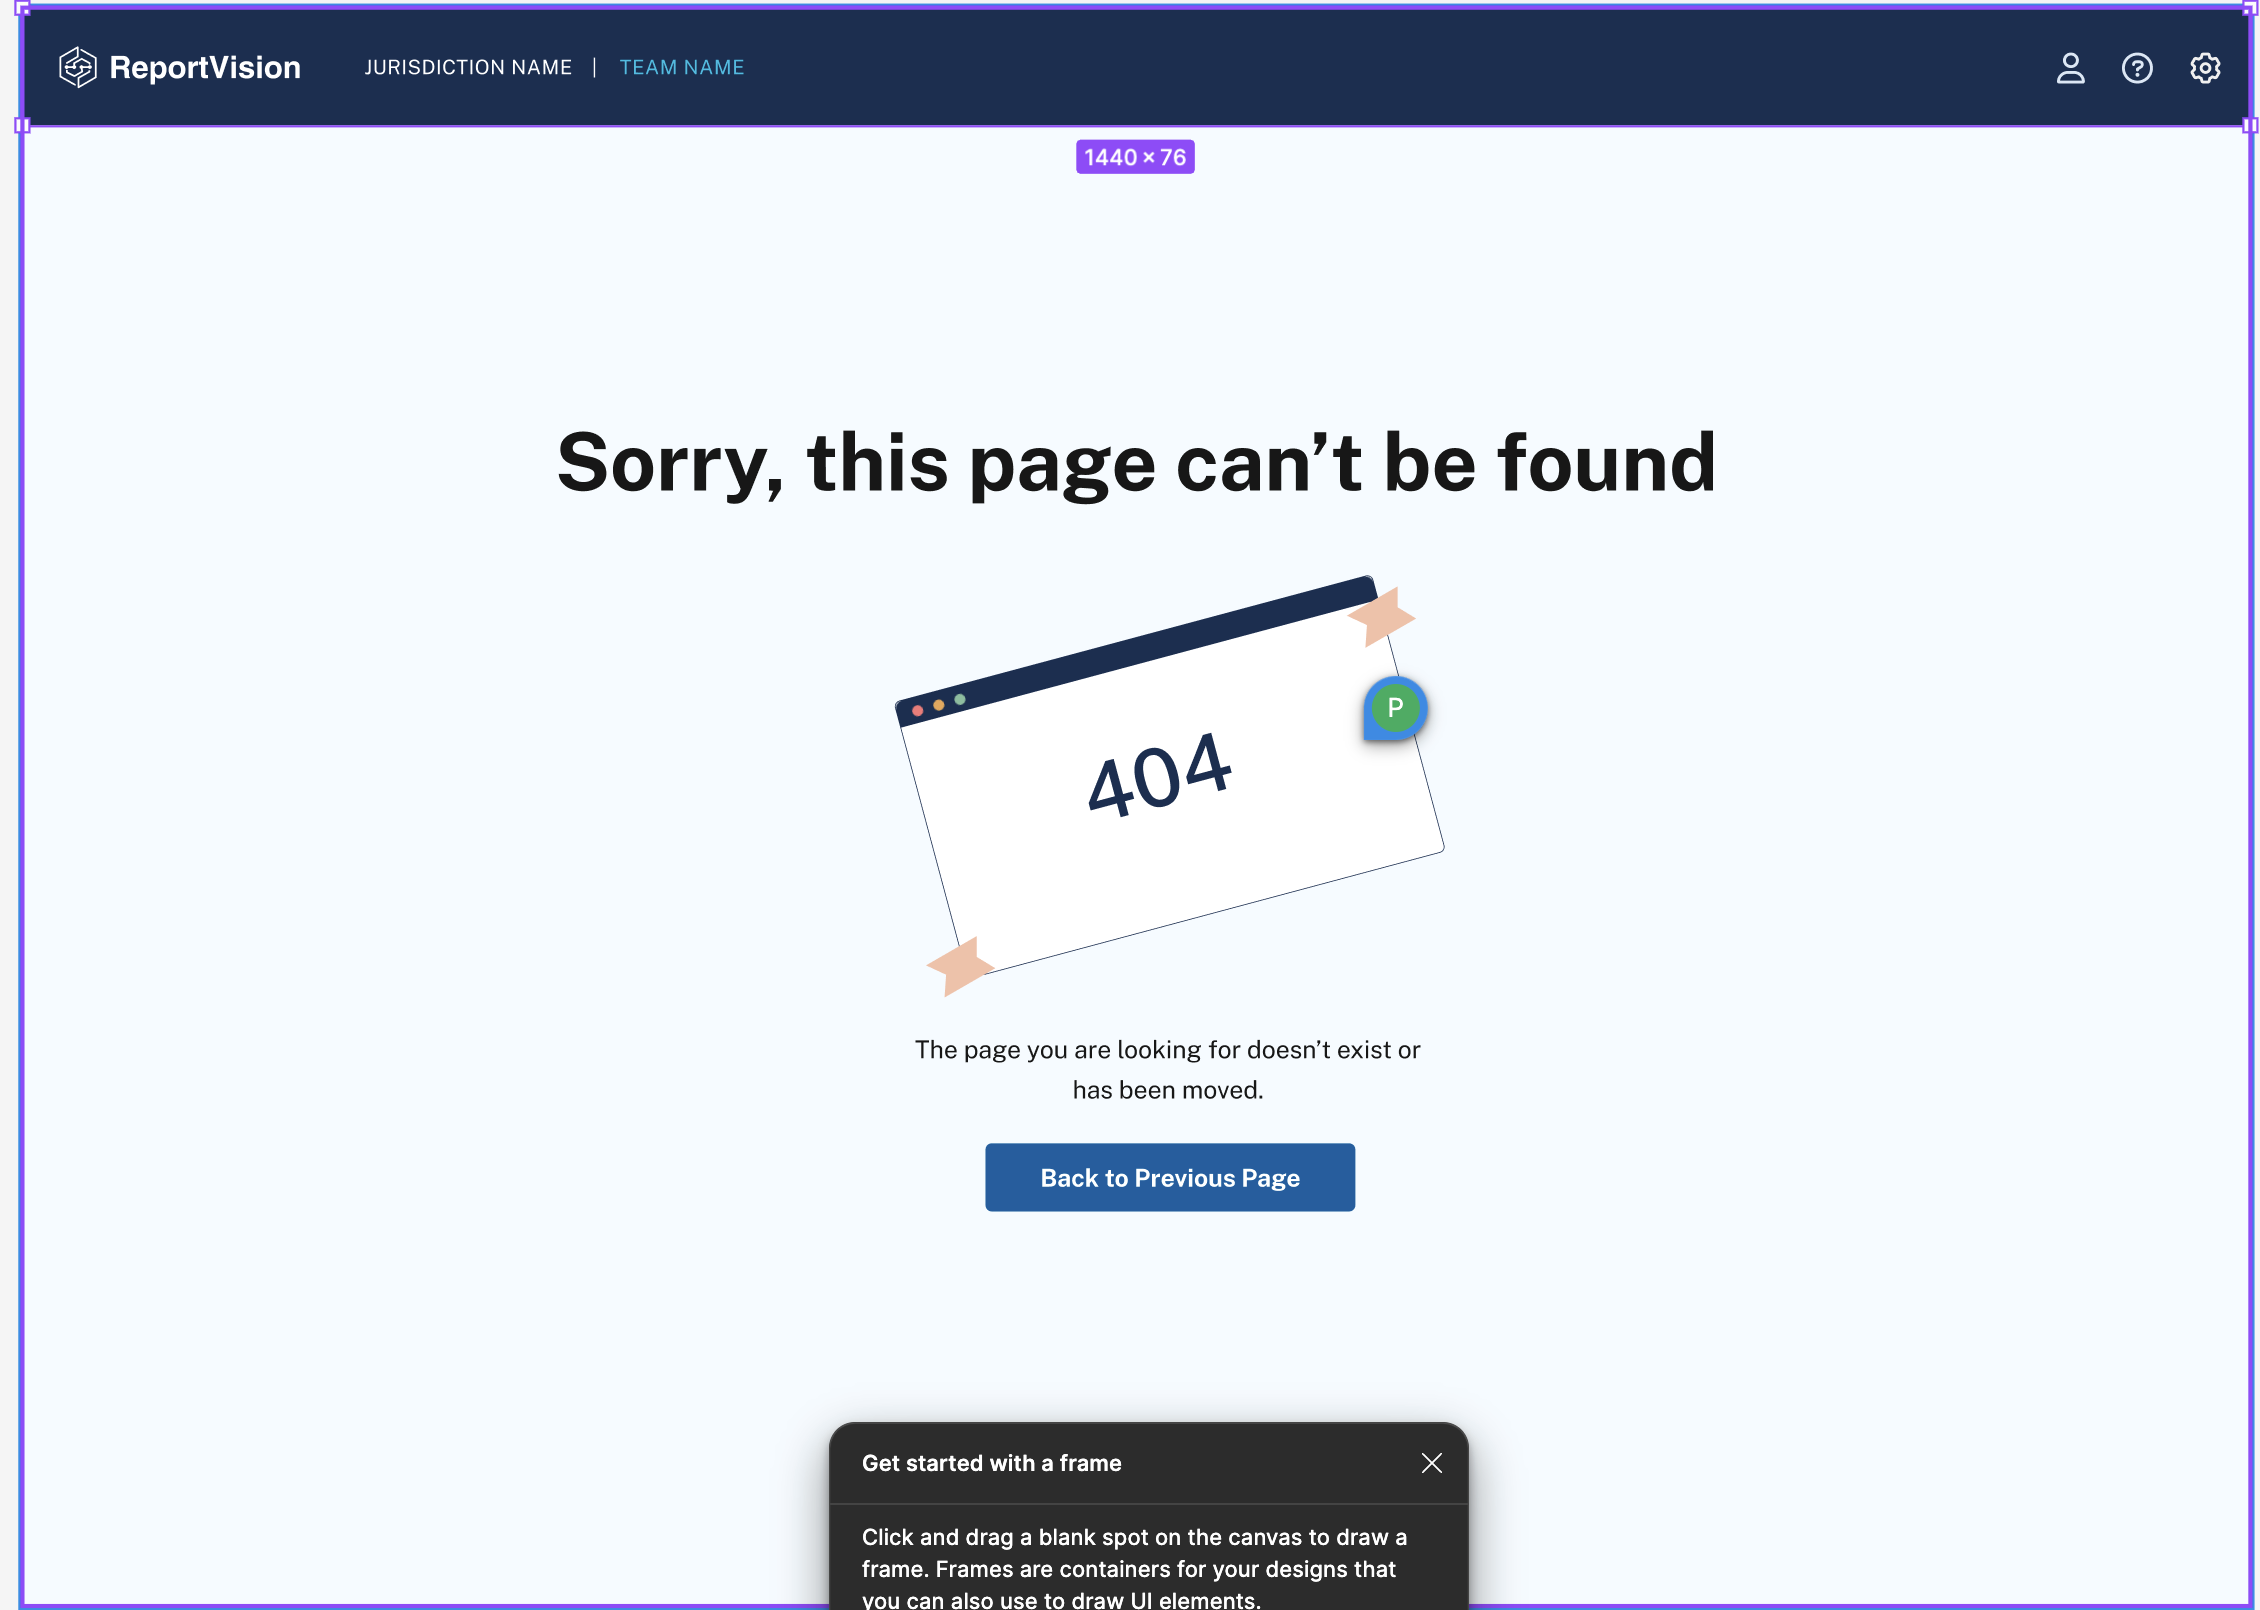 ReportVision
JURISDICTION NAME | TEAM NAME
1440 × 76
Sorry, this page can’t be found
404
P
The page you are looking for doesn’t exist or
has been moved.
Back to Previous Page
Get started with a frame
Click and drag a blank spot on the canvas to draw a
frame. Frames are containers for your designs that
you can also use to draw UI elements.